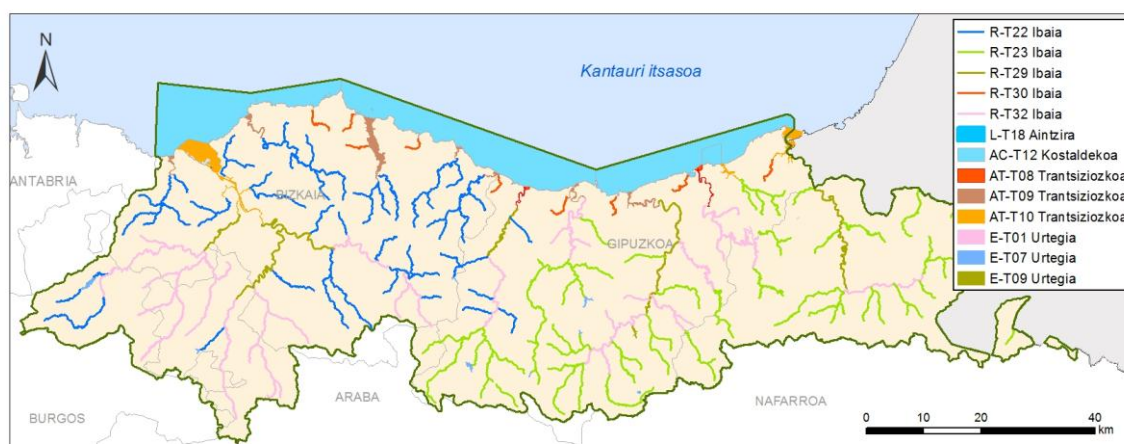 N
Kantauri itsasoa
R-T22 Ibaia
R-T23 Ibaia
R-T29 Ibaia
R-T30 Ibaia
R-T32 Ibaia
L-T18 Aintzira
AC-T12 Kostaldekoa
AT-T08 Trantsiziozkoa
AT-T09 Trantsiziozkoa
AT-T10 Trantsiziozkoa
E-T01 Urtegia
E-T07 Urtegia
E-T09 Urtegia
ANTABRIA
BIZKAIA
GIPUZKOA
ARABA
NAFARROA
BURGOS
0 10 20 40
km